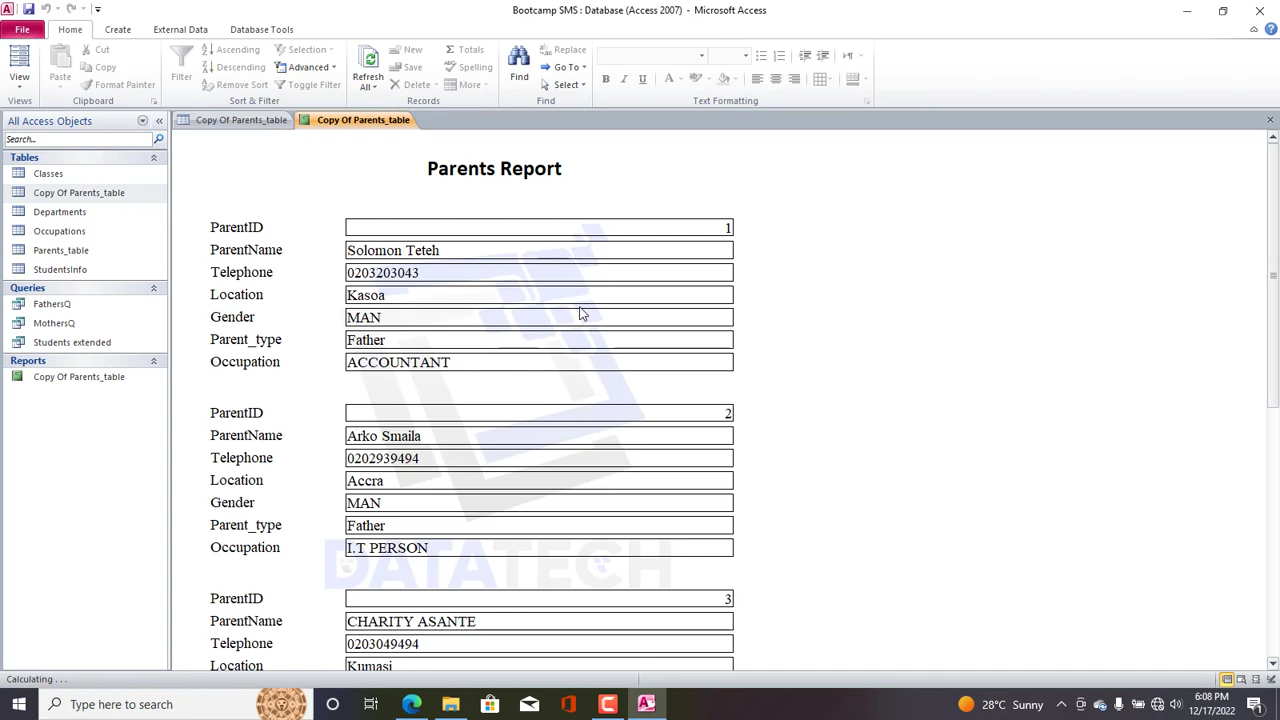 Bootcamp SMS : Database (Access 2007) - Microsoft Access
File Home Create External Data Database Tools
View
Views
Paste
Cut
Copy
Format Painter
Clipboard
Filter
Ascending
Descending
Remove Sort
Selection
Advanced
Toggle Filter
Sort & Filter
Refresh All
New
Save
Delete
Totals
Spelling
More
Records
Find
Replace
Go To
Select
Find
B I U A
Text Formatting
All Access Objects
Search...
Tables
Classes
Copy Of Parents_table
Departments
Occupations
Parents_table
StudentsInfo
Queries
FathersQ
MothersQ
Students extended
Reports
Copy Of Parents_table
Copy Of Parents_table Copy Of Parents_table
Parents Report
ParentID 1
ParentName Solomon Teteh
Telephone 0203203043
Location Kasoa
Gender MAN
Parent_type Father
Occupation ACCOUNTANT
ParentID 2
ParentName Arko Smaila
Telephone 0202939494
Location Accra
Gender MAN
Parent_type Father
Occupation I.T PERSON
DATATECH
ParentID 3
ParentName CHARITY ASANTE
Telephone 0203049494
Location Kumasi
Calculating . . .
Type here to search
28°C Sunny
6:08 PM
12/17/2022